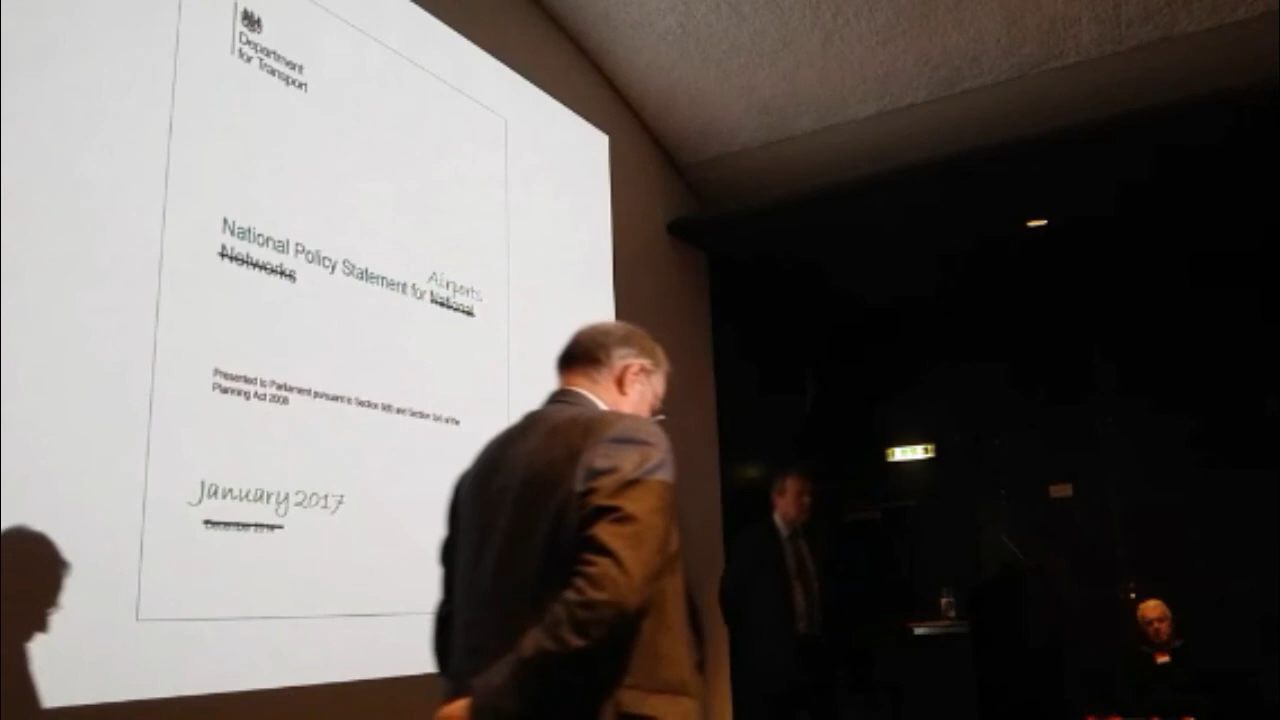 Department
for Transport
Airports
National Policy Statement for National
Networks
Presented to Parliament pursuant to Section 9(8) and Section 5(4) of the
Planning Act 2008
January 2017
December 2014